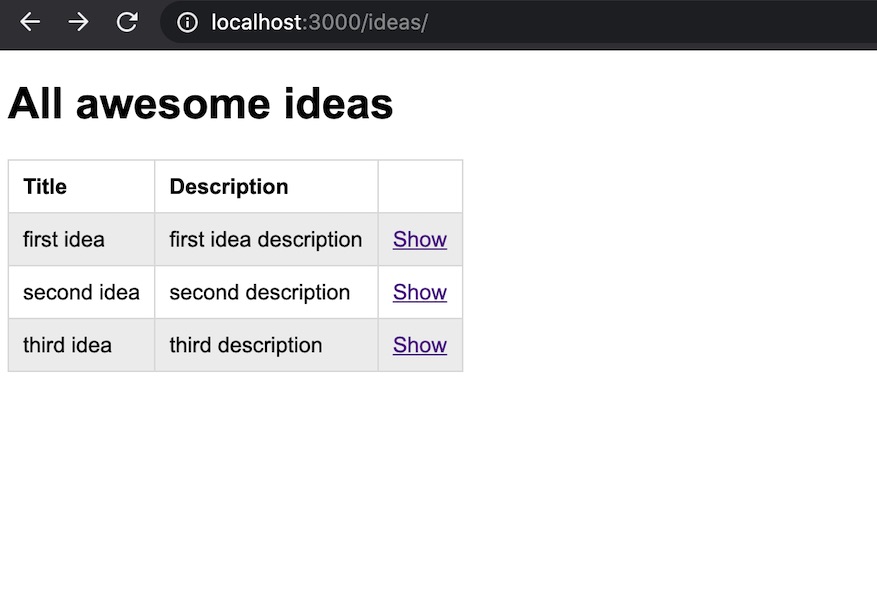 localhost:3000/ideas/
All awesome ideas
Title Description
first idea first idea description Show
second idea second description Show
third idea third description Show